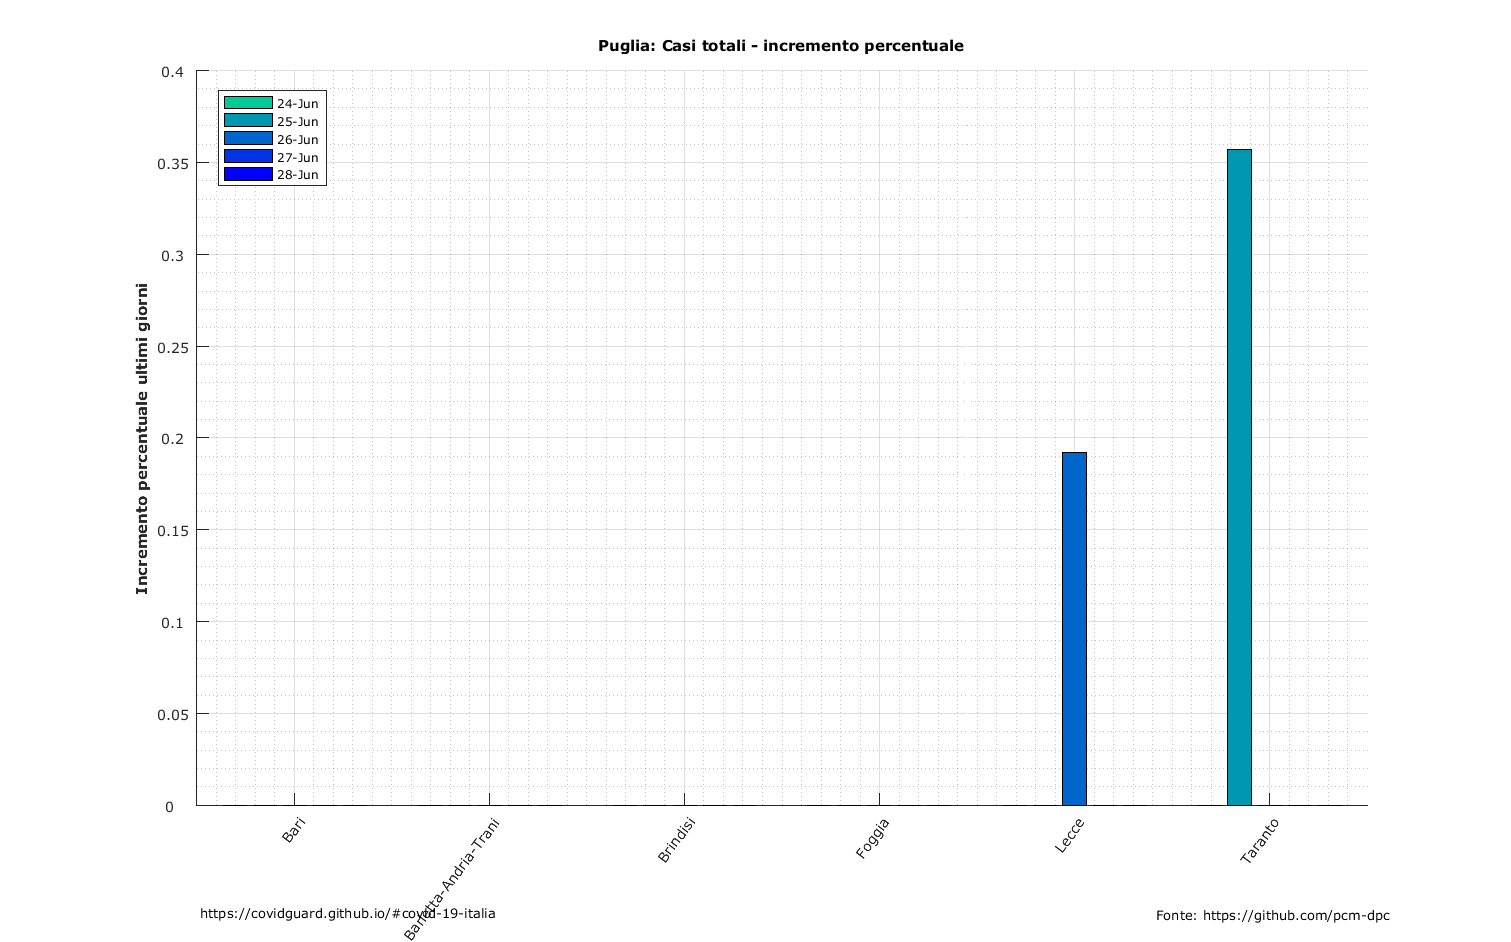 Puglia: Casi totali - incremento percentuale
24-Jun
25-Jun
26-Jun
27-Jun
28-Jun
0.4
0.35
0.3
0.25
0.2
0.15
0.1
0.05
0
Incremento percentuale ultimi giorni
Bari
Barletta-Andria-Trani
Brindisi
Foggia
Lecce
Taranto
https://covidguard.github.io/#covid-19-italia
Fonte: https://github.com/pcm-dpc